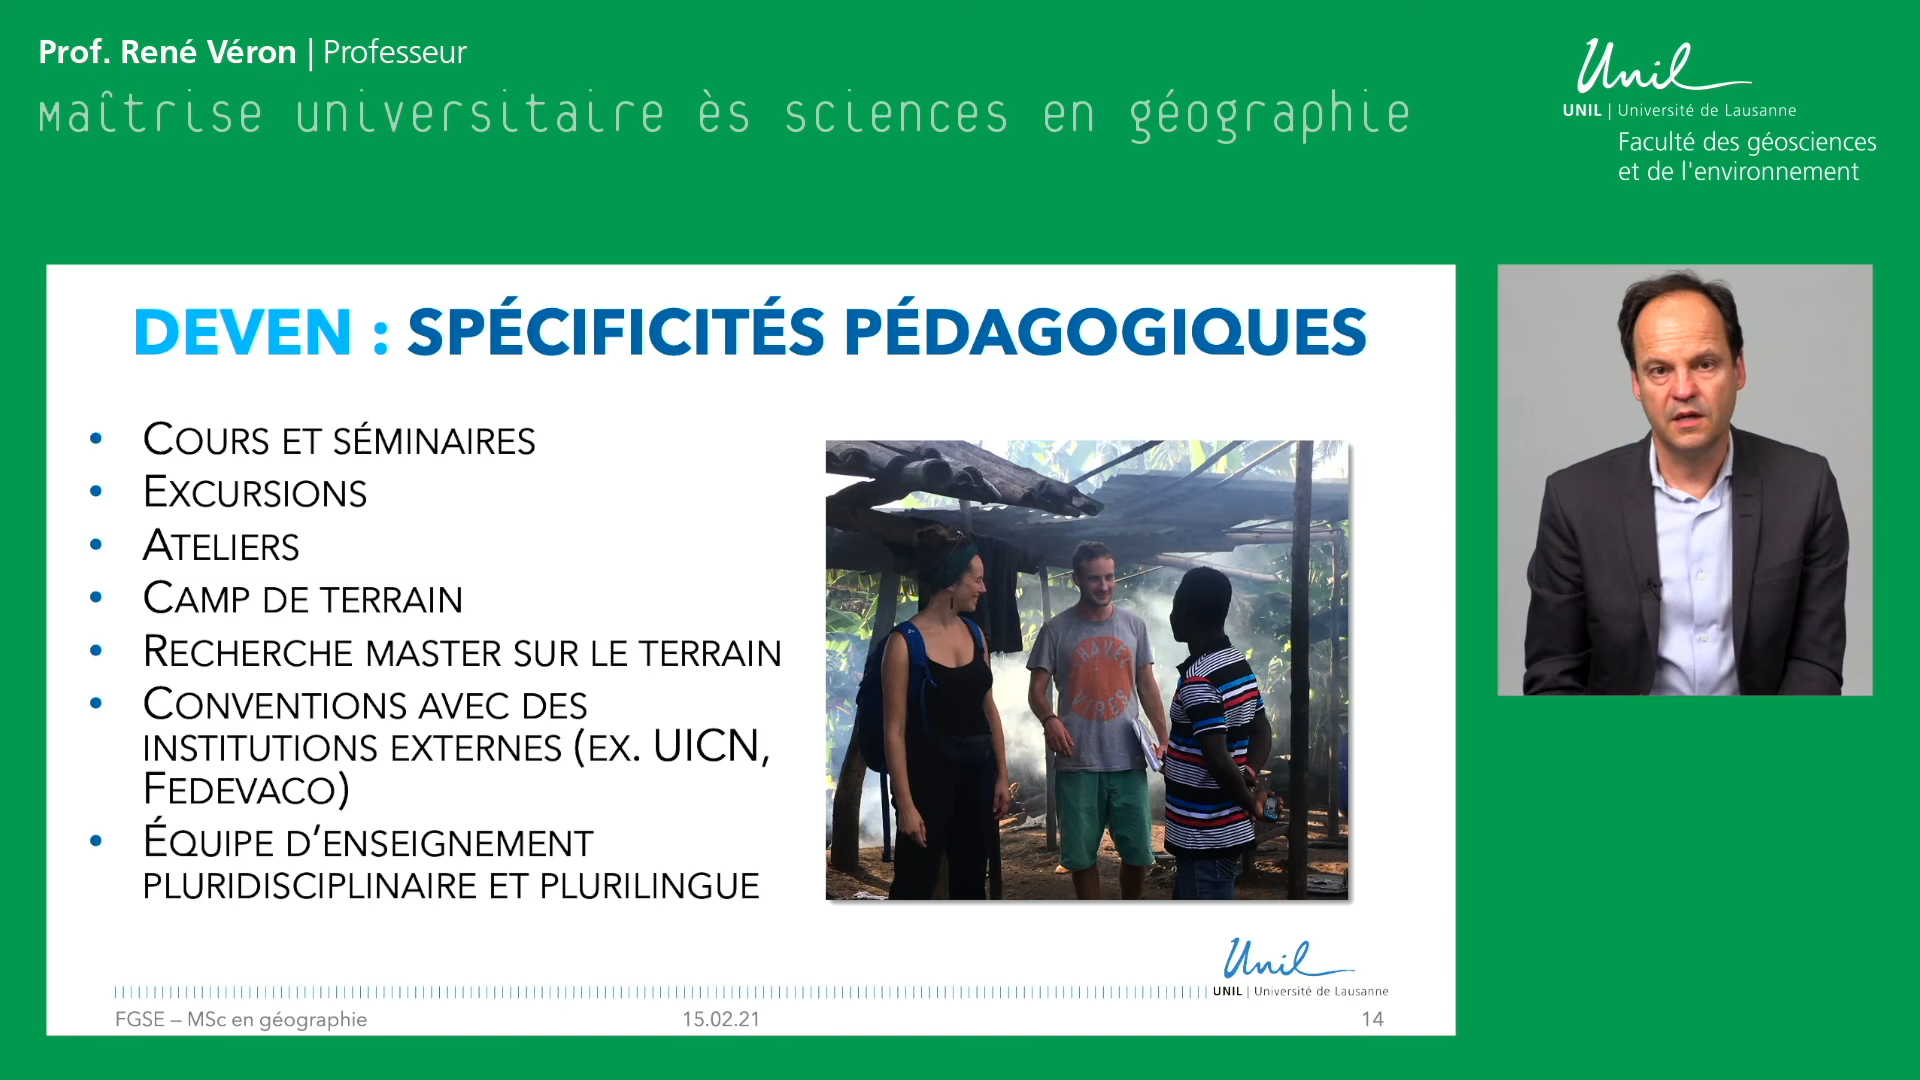 Prof. René Véron | Professeur
Maîtrise universitaire ès sciences en géographie
Unil
UNIL | Université de Lausanne
Faculté des géosciences
et de l'environnement
DEVEN : SPÉCIFICITÉS PÉDAGOGIQUES
• COURS ET SÉMINAIRES
• EXCURSIONS
• ATELIERS
• CAMP DE TERRAIN
• RECHERCHE MASTER SUR LE TERRAIN
• CONVENTIONS AVEC DES
INSTITUTIONS EXTERNES (EX. UICN,
FEDEVACO)
• ÉQUIPE D'ENSEIGNEMENT
PLURIDISCIPLINAIRE ET PLURILINGUE
Unil
UNIL | Université de Lausanne
FGSE – MSc en géographie 15.02.21 14